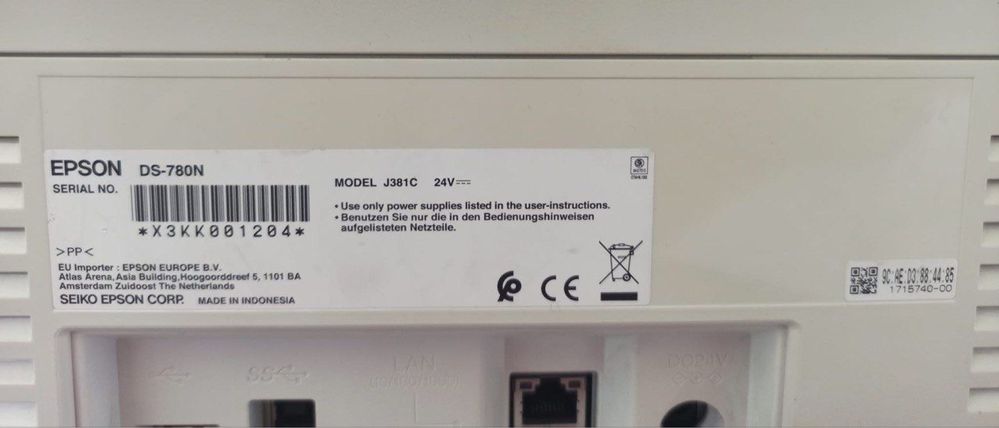 EPSON DS-780N
SERIAL NO.
*X3KK001204*
>PP<
EU Importer : EPSON EUROPE B.V.
Atlas Arena, Asia Building, Hoogoorddreef 5, 1101 BA
Amsterdam Zuidoost The Netherlands
SEIKO EPSON CORP. MADE IN INDONESIA
MODEL J381C 24V
• Use only power supplies listed in the user-instructions.
• Benutzen Sie nur die in den Bedienungshinweisen
aufgelisteten Netzteile.
CE
9C:AE:D3:88:44:85
1715740-00
SS
LAN
DC24V